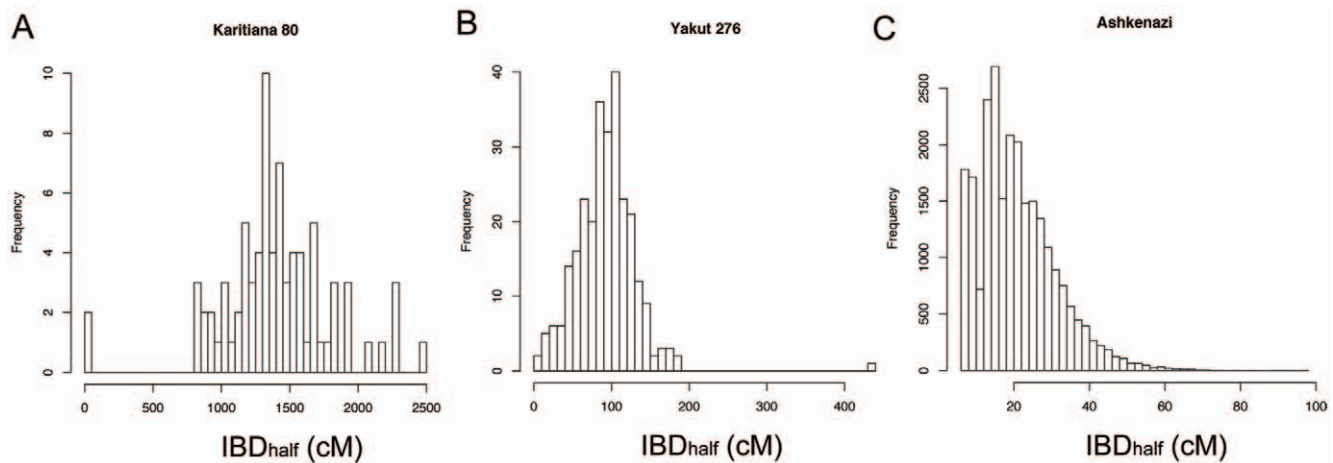 A
Karitiana 80
Frequency
10
8
6
4
2
0
0 500 1000 1500 2000 2500
IBDhalf (cM)
B
Yakut 276
Frequency
40
30
20
10
0
0 100 200 300 400
IBDhalf (cM)
C
Ashkenazi
Frequency
2500
2000
1500
1000
500
0
20 40 60 80 100
IBDhalf (cM)